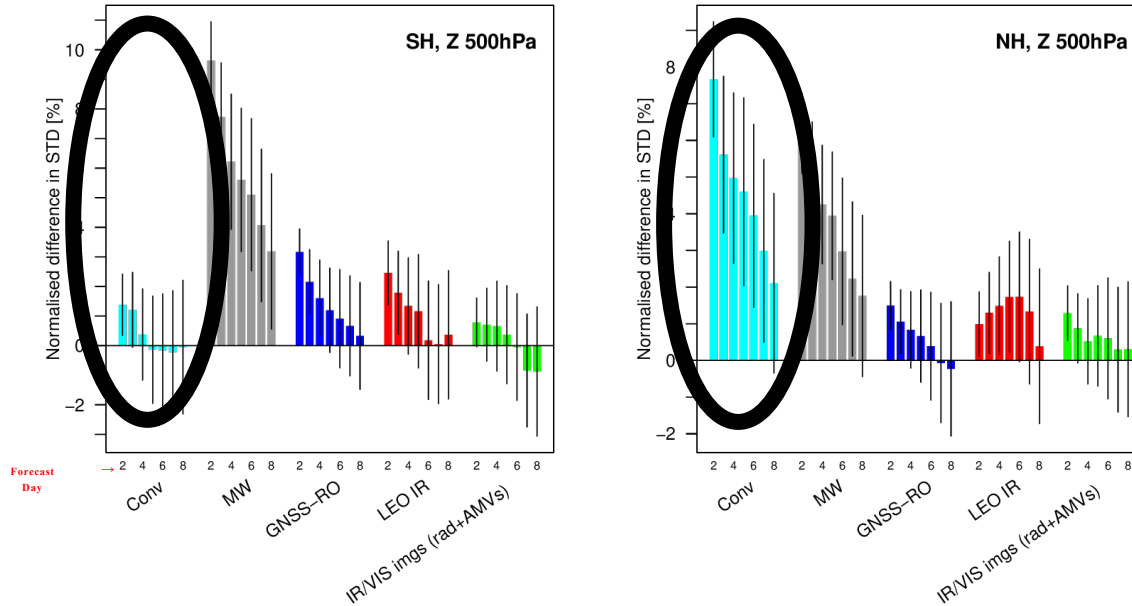 SH, Z 500hPa
Normalised difference in STD [%]
10
8
4
0
−2
Forecast
Day
→
2 4 6 8 2 4 6 8 2 4 6 8 2 4 6 8 2 4 6 8
Conv
MW
GNSS−RO
LEO IR
IR/VIS imgs (rad+AMVs)
NH, Z 500hPa
Normalised difference in STD [%]
8
4
0
−2
2 4 6 8 2 4 6 8 2 4 6 8 2 4 6 8 2 4 6 8
Conv
MW
GNSS−RO
LEO IR
IR/VIS imgs (rad+AMVs)